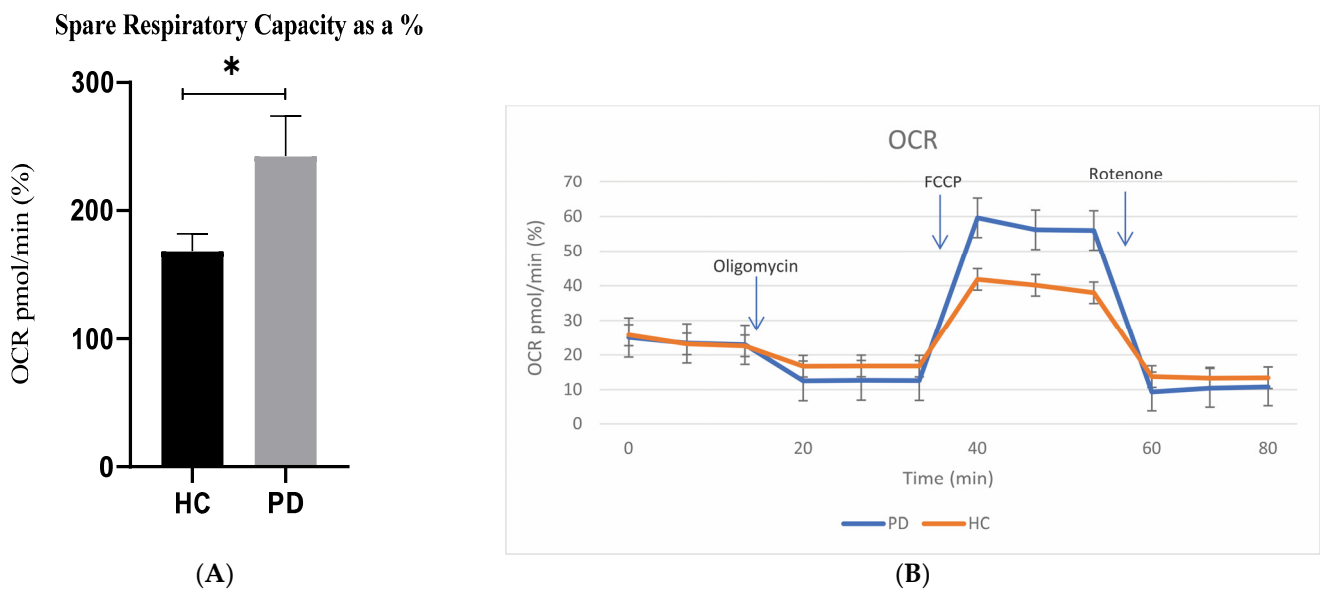 Spare Respiratory Capacity as a %
*
300
200
100
0
OCR pmol/min (%)
HC PD
(A)
OCR
70
60
50
40
30
20
10
0
OCR pmol/min (%)
Oligomycin
FCCP
Rotenone
0 20 40 60 80
Time (min)
PD HC
(B)